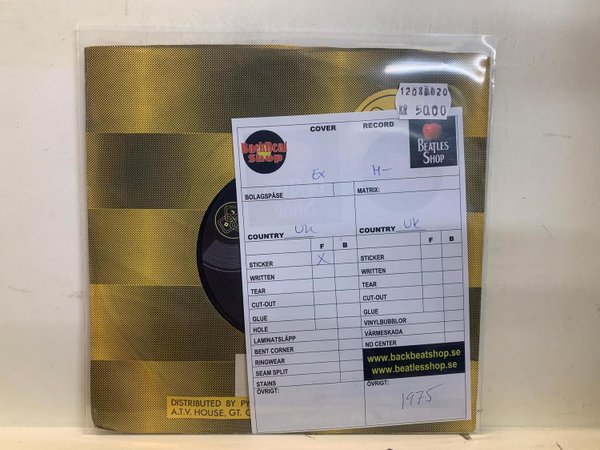 12082020
KR 50.00
COVER RECORD
BackBeat Shop
BEATLES SHOP
EX M-
BOLAGSPÅSE MATRIX:
COUNTRY UK COUNTRY UK
F B F B
STICKER X STICKER
WRITTEN WRITTEN
TEAR TEAR
CUT-OUT CUT-OUT
GLUE GLUE
HOLE VINYLBUBBLOR
LAMINATSLÄPP VÄRMESKADA
BENT CORNER NO CENTER
RINGWEAR
SEAM SPLIT
www.backbeatshop.se
www.beatlesshop.se
STAINS
ÖVRIGT: ÖVRIGT:
1975
DISTRIBUTED BY PY
A.T.V. HOUSE, GT. C